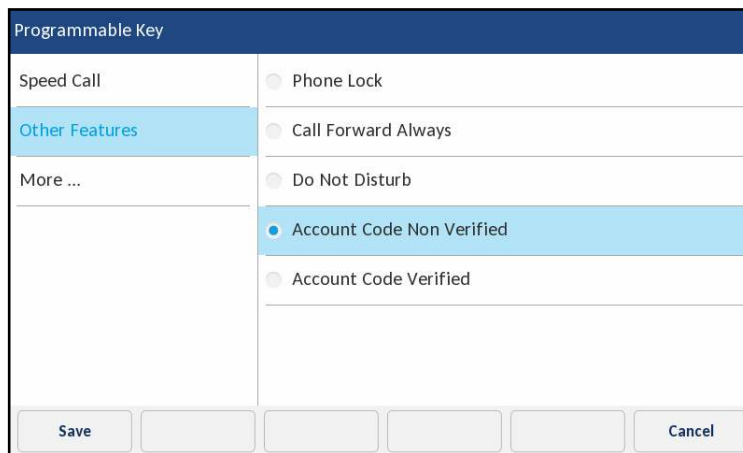 Programmable Key
Speed Call
Other Features
More ...
Phone Lock
Call Forward Always
Do Not Disturb
Account Code Non Verified
Account Code Verified
Save
Cancel